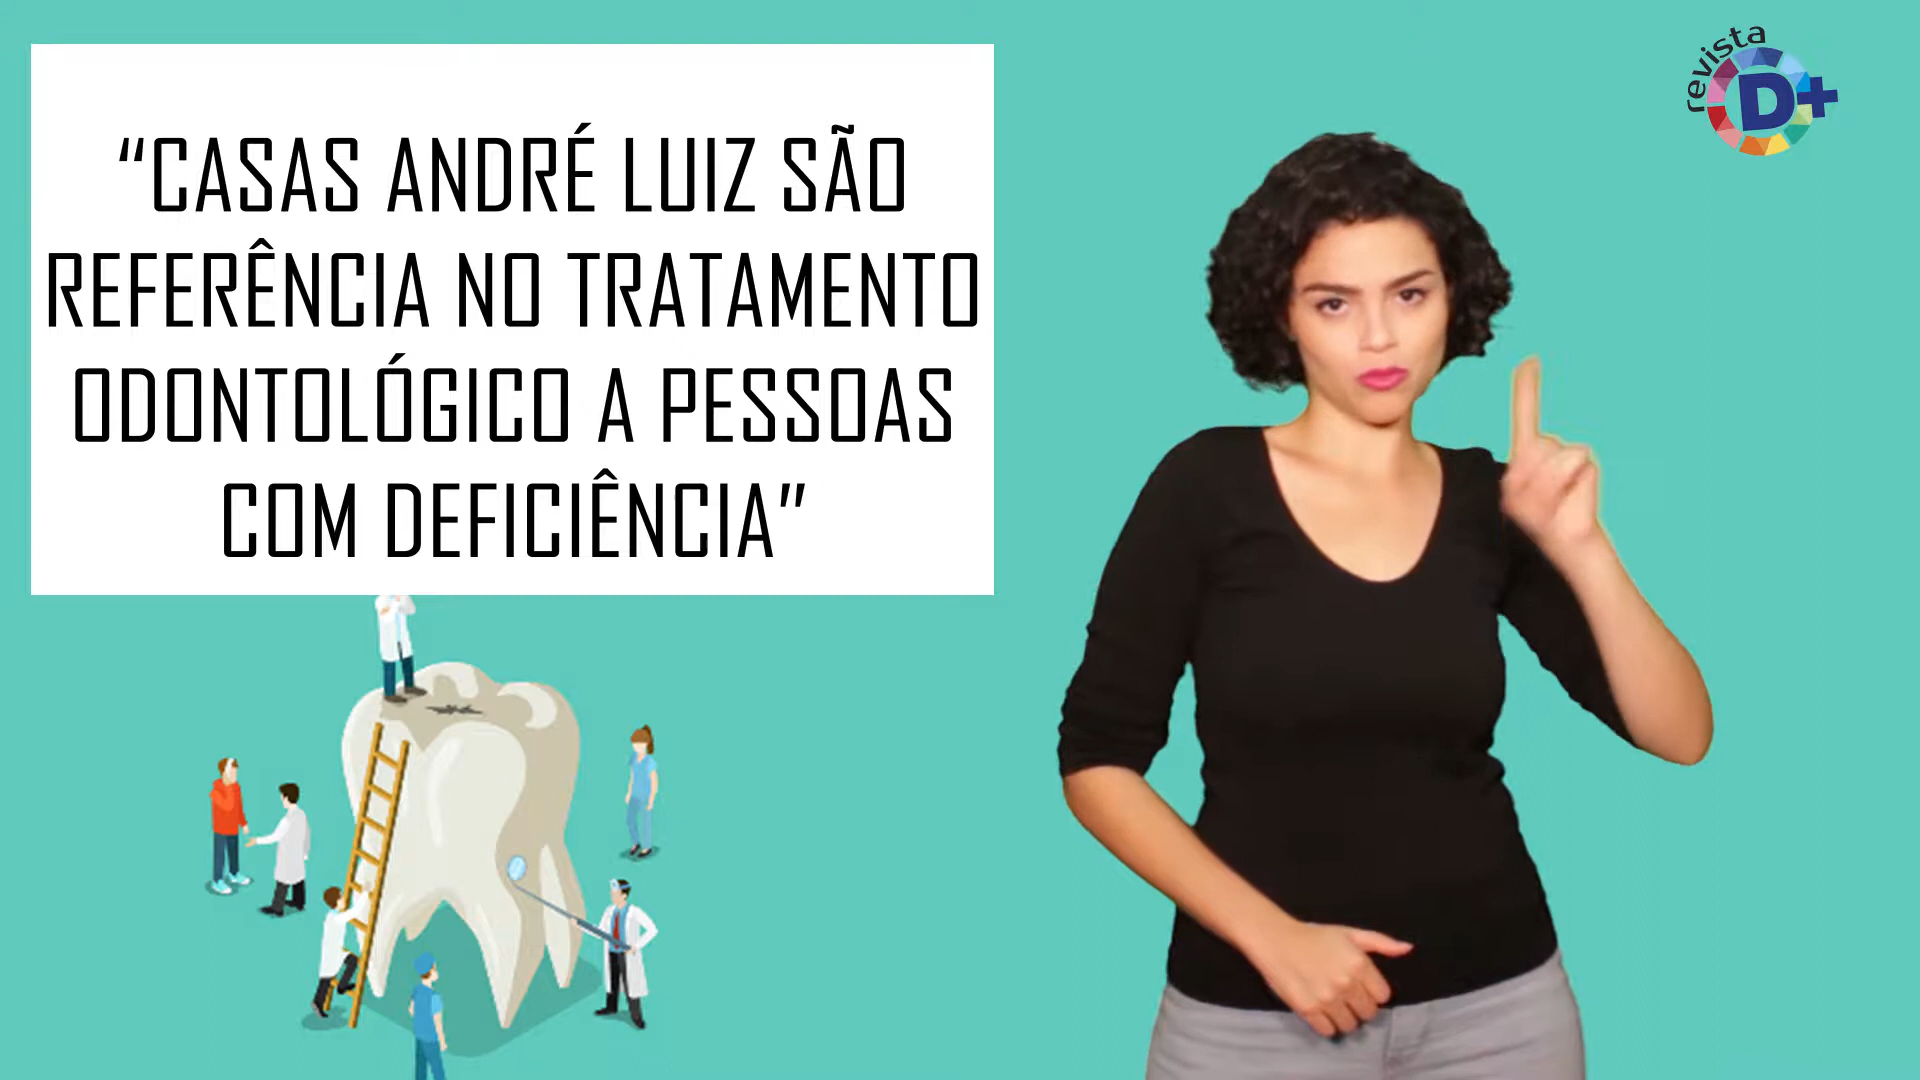 “CASAS ANDRÉ LUIZ SÃO
REFERÊNCIA NO TRATAMENTO
ODONTOLÓGICO A PESSOAS
COM DEFICIÊNCIA”
revista
D+